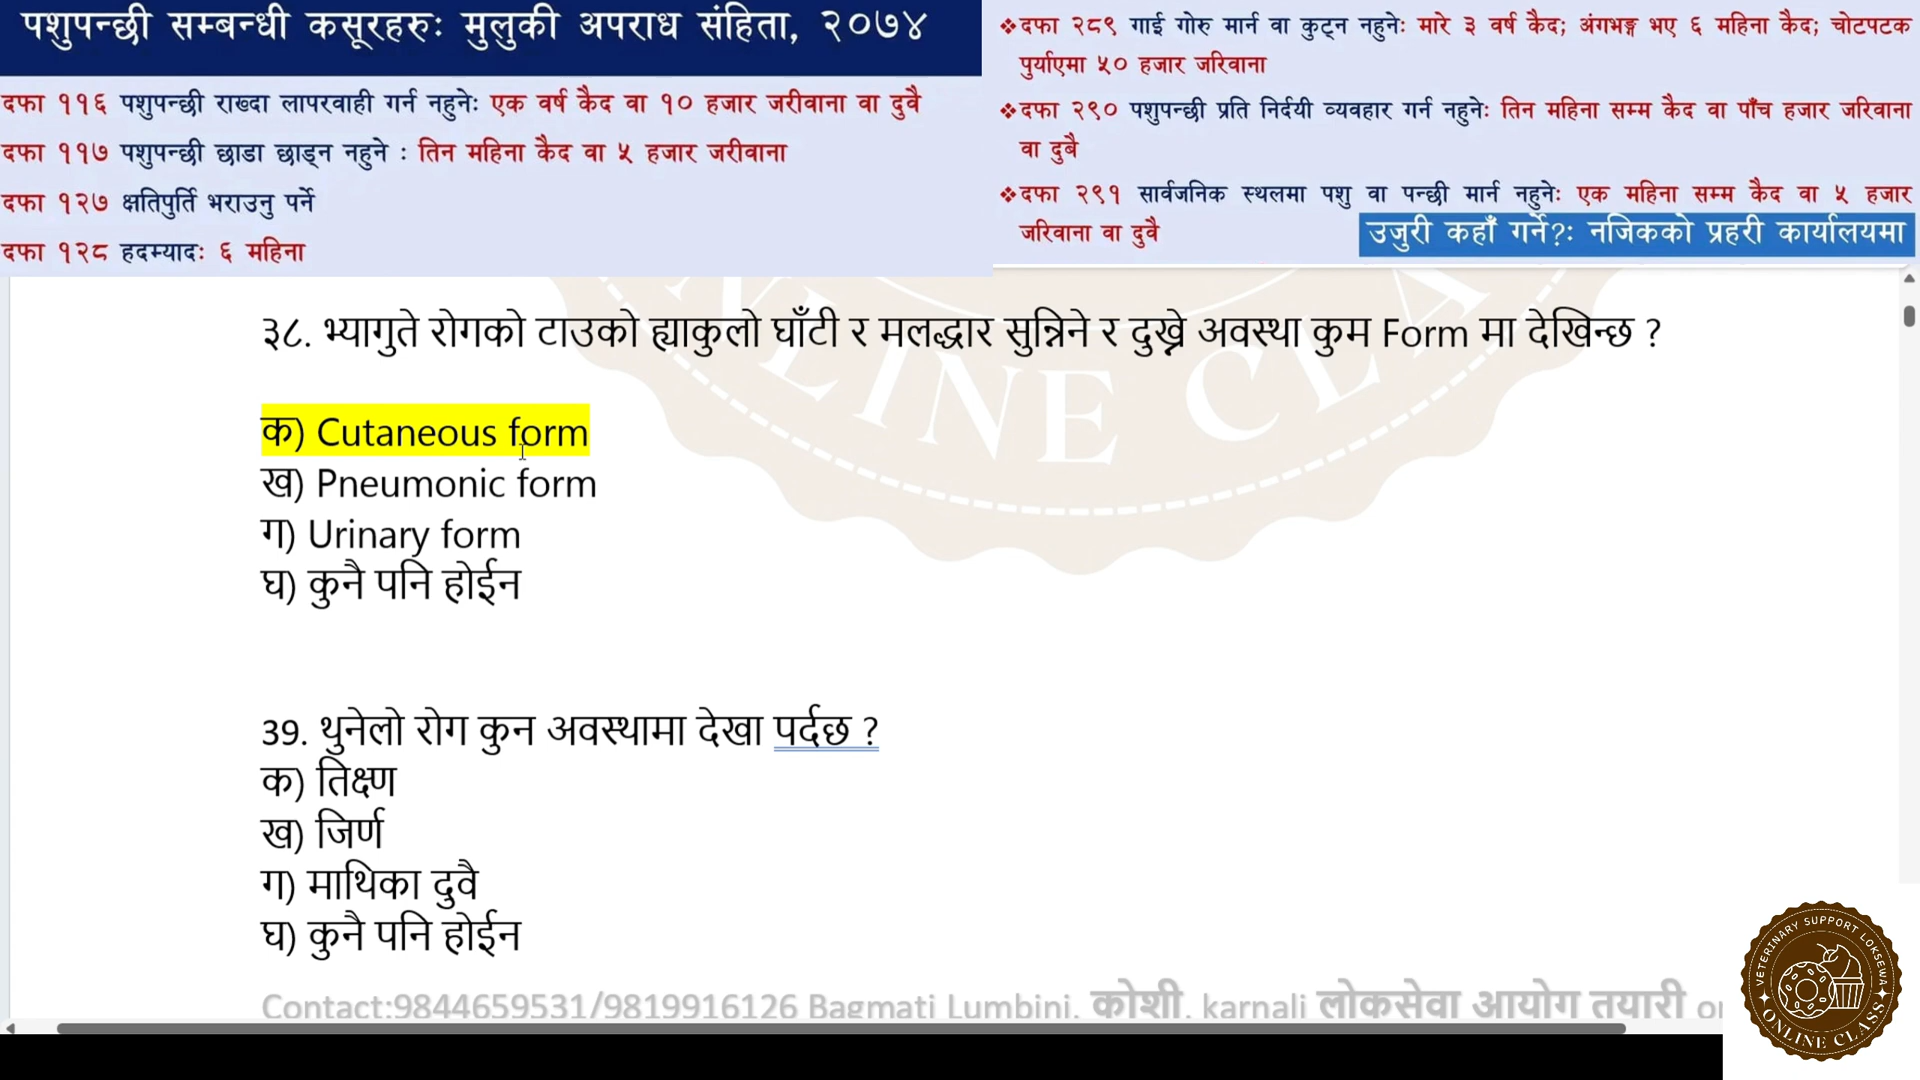 पशुपन्छी सम्बन्धी कसूरहरुः मुलुकी अपराध संहिता, २०७४
दफा ११६ पशुपन्छी राख्दा लापरवाही गर्न नहुनेः एक वर्ष कैद वा १० हजार जरीवाना वा दुवै
दफा ११७ पशुपन्छी छाडा छाड्न नहुने : तिन महिना कैद वा ५ हजार जरीवाना
दफा १२७ क्षतिपुर्ति भराउनु पर्ने
दफा १२८ हदम्यादः ६ महिना
❖दफा २८९ गाई गोरु मार्न वा कुट्न नहुनेः मारे ३ वर्ष कैद; अंगभङ्ग भए ६ महिना कैद; चोटपटक
पुर्याएमा ५० हजार जरिवाना
❖दफा २९० पशुपन्छी प्रति निर्दयी व्यवहार गर्न नहुनेः तिन महिना सम्म कैद वा पाँच हजार जरिवाना
वा दुबै
❖दफा २९१ सार्वजनिक स्थलमा पशु वा पन्छी मार्न नहुनेः एक महिना सम्म कैद वा ५ हजार
जरिवाना वा दुवै
उजुरी कहाँ गर्ने?ः नजिकको प्रहरी कार्यालयमा
३८. भ्यागुते रोगको टाउको ह्याकुलो घाँटी र मलद्धार सुन्निने र दुख्ने अवस्था कुम Form मा देखिन्छ ?
क) Cutaneous form
ख) Pneumonic form
ग) Urinary form
घ) कुनै पनि होईन
39. थुनेलो रोग कुन अवस्थामा देखा पर्दछ ?
क) तिक्ष्ण
ख) जिर्ण
ग) माथिका दुवै
घ) कुनै पनि होईन
Contact:9844659531/9819916126 Bagmati Lumbini, कोशी, karnali लोकसेवा आयोग तयारी
ONLINE CLA
VETERINARY SUPPORT LOKSEWA
ONLINE CLASS